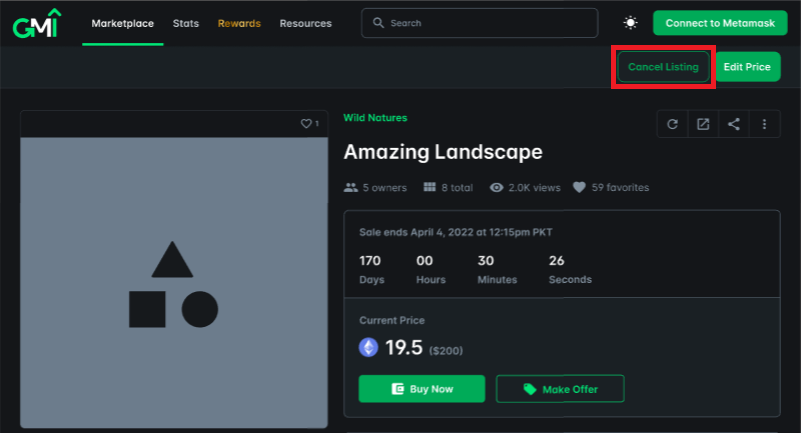 GMI Marketplace Stats Rewards Resources Search Connect to Metamask
Cancel Listing Edit Price
1
Wild Natures
Amazing Landscape
5 owners 8 total 2.0K views 59 favorites
Sale ends April 4, 2022 at 12:15pm PKT
170 00 30 26
Days Hours Minutes Seconds
Current Price
19.5 ($200)
Buy Now Make Offer